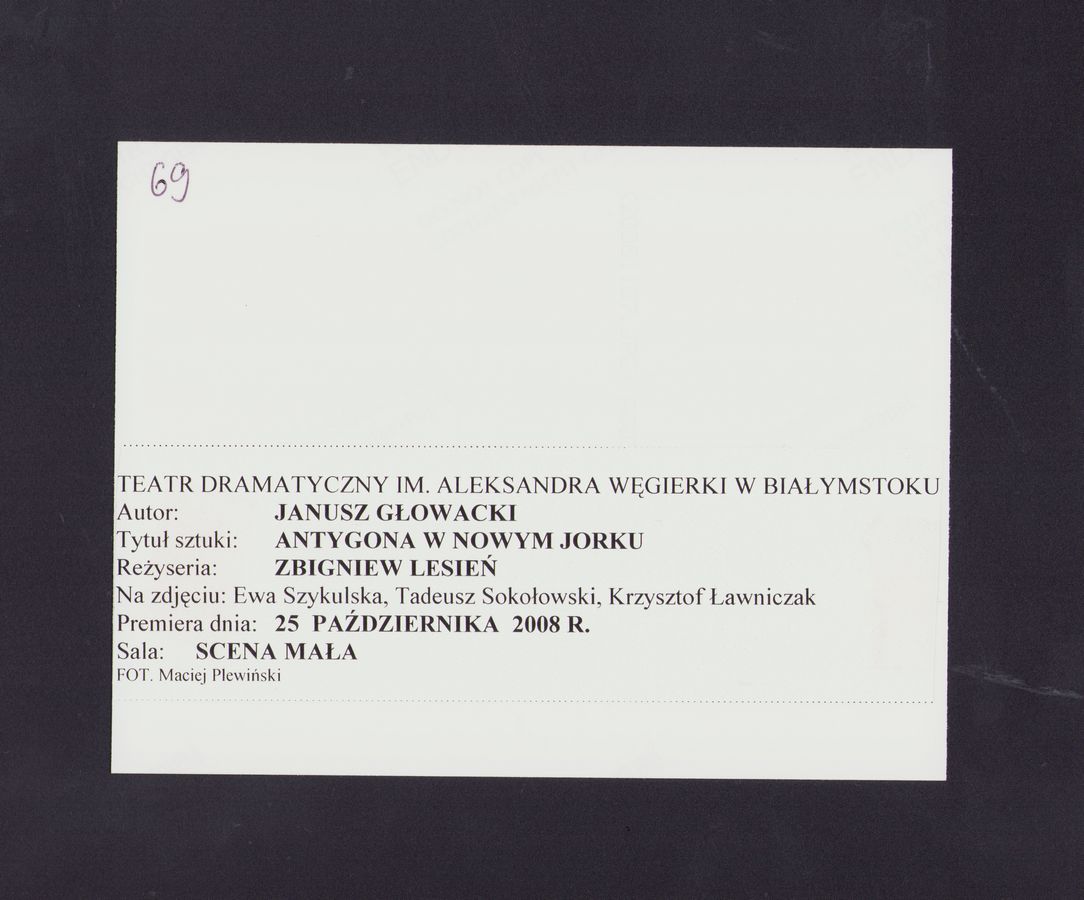 69
TEATR DRAMATYCZNY IM. ALEKSANDRA WĘGIERKI W BIAŁYMSTOKU
Autor: JANUSZ GŁOWACKI
Tytuł sztuki: ANTYGONA W NOWYM JORKU
Reżyseria: ZBIGNIEW LESIEŃ
Na zdjęciu: Ewa Szykulska, Tadeusz Sokołowski, Krzysztof Ławniczak
Premiera dnia: 25 PAŹDZIERNIKA 2008 R.
Sala: SCENA MAŁA
FOT. Maciej Plewiński